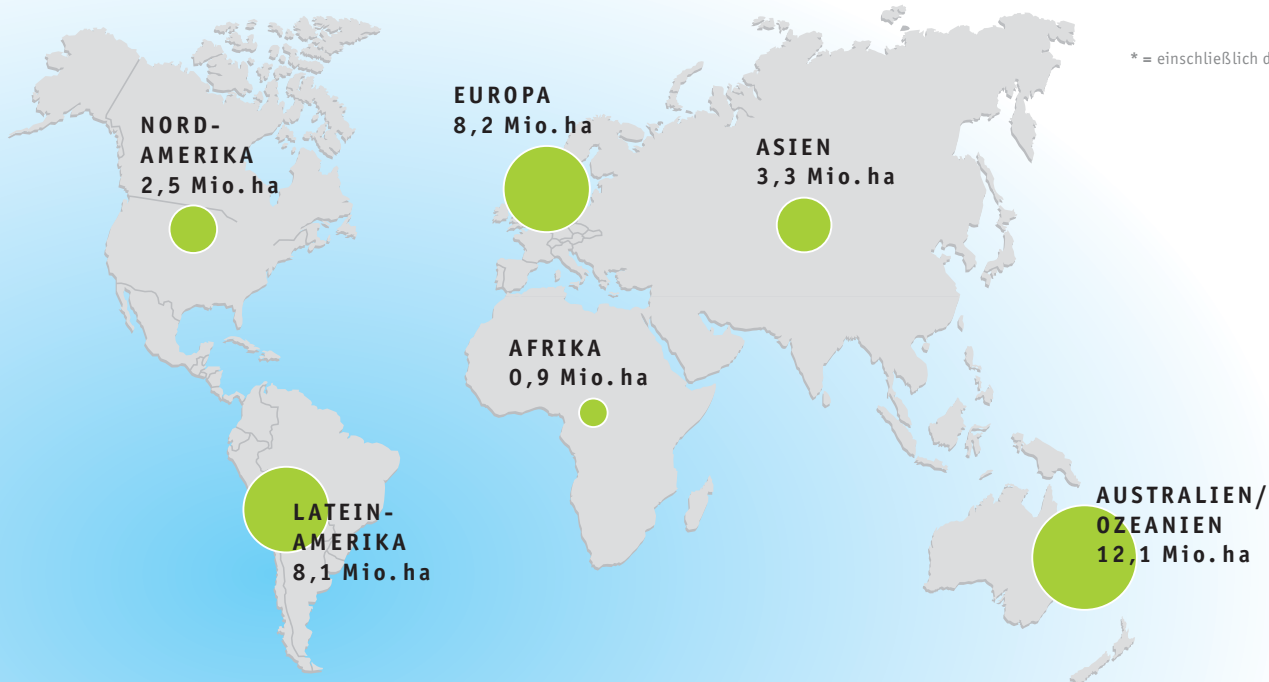 * = einschließlich
EUROPA
8,2 Mio.ha
NORD-
AMERIKA
2,5 Mio.ha
ASIEN
3,3 Mio.ha
AFRIKA
0,9 Mio.ha
LATEIN-
AMERIKA
8,1 Mio.ha
AUSTRALIEN/
OZEANIEN
12,1 Mio.ha